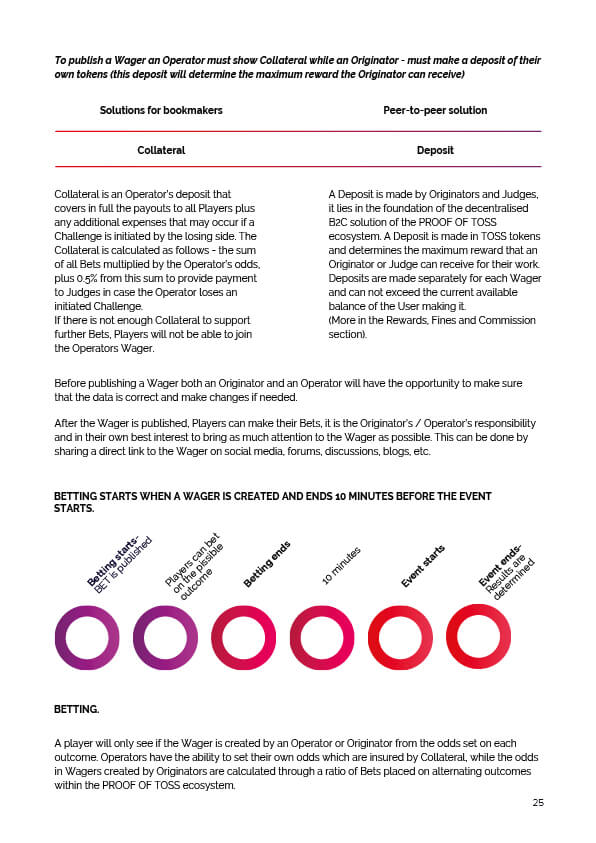 To publish a Wager an Operator must show Collateral while an Originator - must make a deposit of their
own tokens (this deposit will determine the maximum reward the Originator can receive)
Solutions for bookmakers
Peer-to-peer solution
Collateral
Deposit
Collateral is an Operator's deposit that
covers in full the payouts to all Players plus
any additional expenses that may occur if a
Challenge is initiated by the losing side. The
Collateral is calculated as follows - the sum
of all Bets multiplied by the Operator's odds,
plus 0.5% from this sum to provide payment
to Judges in case the Operator loses an
initiated Challenge.
If there is not enough Collateral to support
further Bets, Players will not be able to join
the Operators Wager.
A Deposit is made by Originators and Judges,
it lies in the foundation of the decentralised
B2C solution of the PROOF OF TOSS
ecosystem. A Deposit is made in TOSS tokens
and determines the maximum reward that an
Originator or Judge can receive for their work.
Deposits are made separately for each Wager
and can not exceed the current available
balance of the User making it.
(More in the Rewards, Fines and Commission
section).
Before publishing a Wager both an Originator and an Operator will have the opportunity to make sure
that the data is correct and make changes if needed.
After the Wager is published, Players can make their Bets, it is the Originator's / Operator's responsibility
and in their own best interest to bring as much attention to the Wager as possible. This can be done by
sharing a direct link to the Wager on social media, forums, discussions, blogs, etc.
BETTING STARTS WHEN A WAGER IS CREATED AND ENDS 10 MINUTES BEFORE THE EVENT
STARTS.
Betting starts-
BET is published
Players can bet
on the pissible
outcome
Betting ends
10 minutes
Event starts
Event ends-
Results are
determined
BETTING.
A player will only see if the Wager is created by an Operator or Originator from the odds set on each
outcome. Operators have the ability to set their own odds which are insured by Collateral, while the odds
in Wagers created by Originators are calculated through a ratio of Bets placed on alternating outcomes
within the PROOF OF TOSS ecosystem.
25